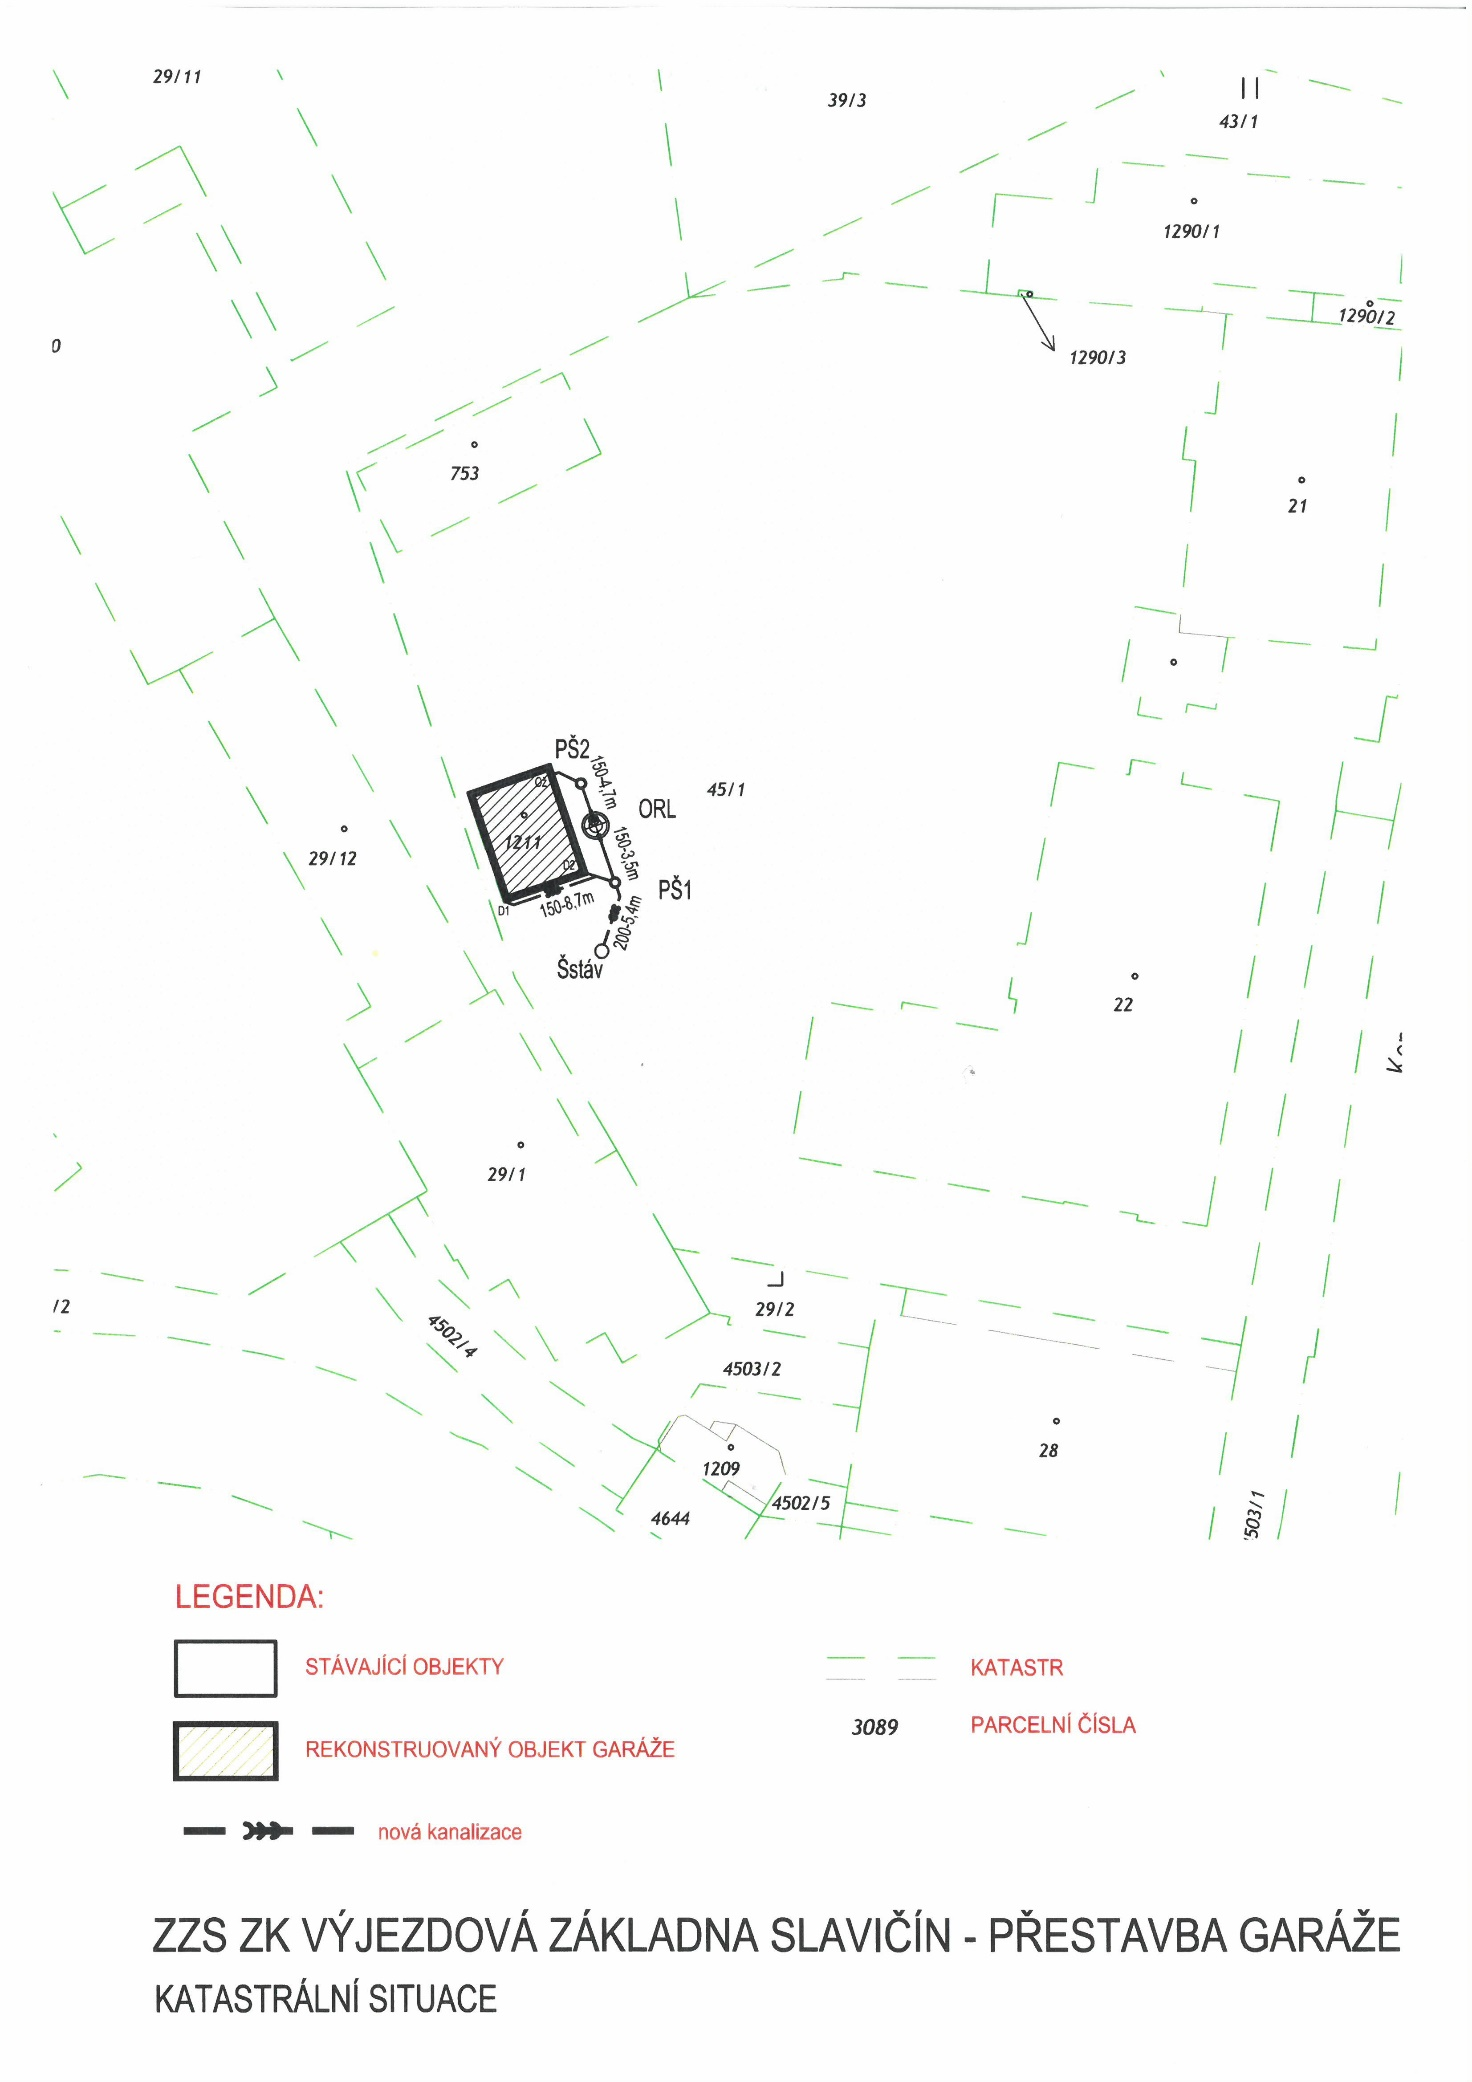 29/11
39/3
43/1
1290/1
1290/2
1290/3
0
753
21
PŠ2
150-4,7m
45/1
ORL
1211
O2
D2
150-3,5m
29/12
PŠ1
D1
150-8,7m
200-5,4m
Šstáv
22
29/1
/2
29/2
4502/4
4503/2
28
1209
4502/5
4644
503/1
LEGENDA:
STÁVAJÍCÍ OBJEKTY
KATASTR
3089
PARCELNÍ ČÍSLA
REKONSTRUOVANÝ OBJEKT GARÁŽE
nová kanalizace
ZZS ZK VÝJEZDOVÁ ZÁKLADNA SLAVIČÍN - PŘESTAVBA GARÁŽE
KATASTRÁLNÍ SITUACE